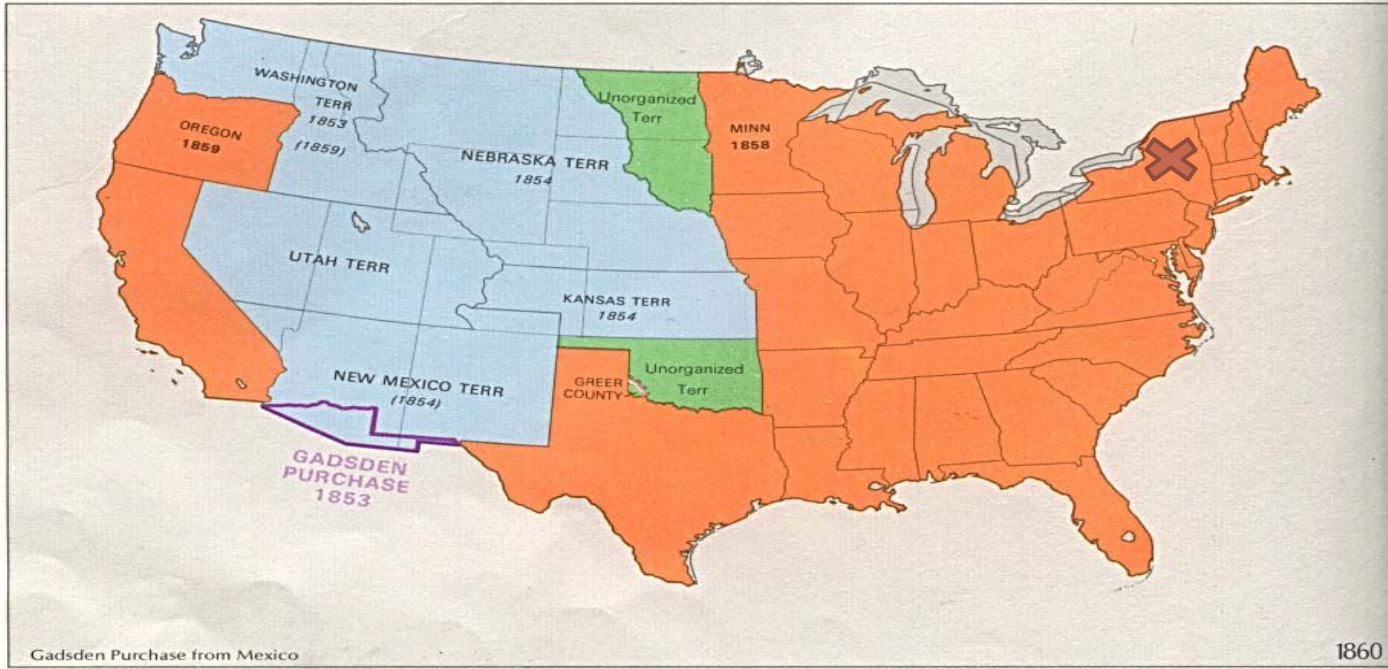 WASHINGTON
TERR
1853
(1859)
OREGON
1859
NEBRASKA TERR
1854
Unorganized
Terr
MINN
1858
UTAH TERR
KANSAS TERR
1854
NEW MEXICO TERR
(1854)
GREER
COUNTY
Unorganized
Terr
GADSDEN
PURCHASE
1853
Gadsden Purchase from Mexico
1860